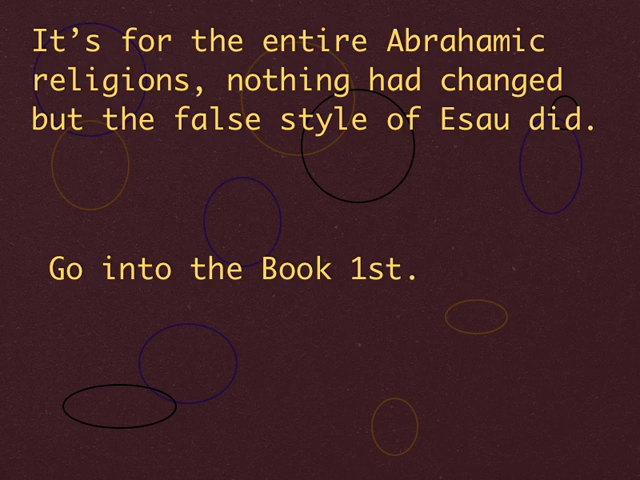 It’s for the entire Abrahamic
religions, nothing had changed
but the false style of Esau did.
Go into the Book 1st.